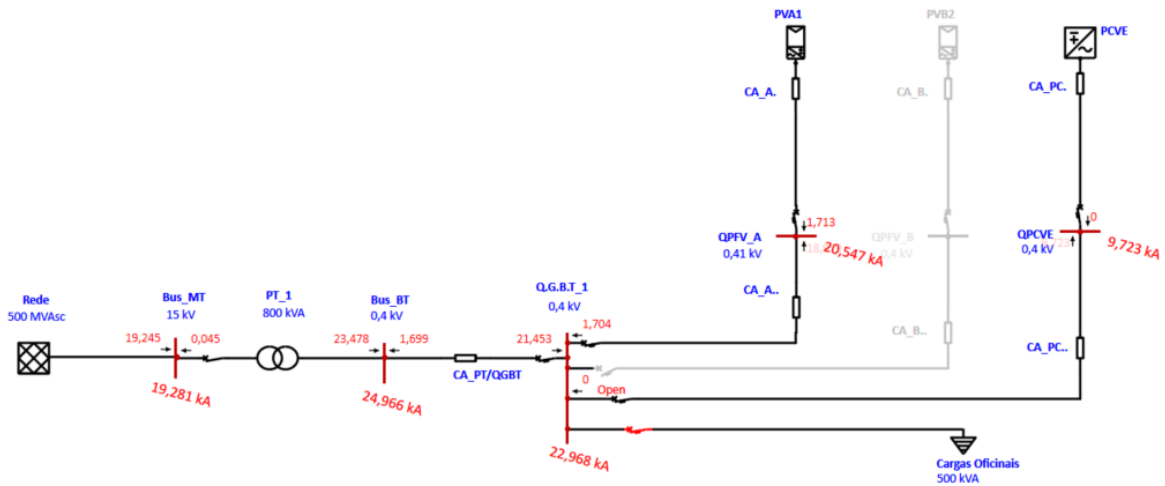 PVA1
PVB2
PCVE
CA_A.
CA_B.
CA_PC.
1,713
0
QPFV_A
0,41 kV
20,547 kA
QPFV_B
0,4 kV
QPCVE
0,4 kV
9,723 kA
Rede
500 MVAsc
Bus_MT
15 kV
PT_1
800 kVA
Bus_BT
0,4 kV
Q.G.B.T_1
0,4 kV
CA_A..
CA_B..
CA_PC..
19,245
0,045
23,478
1,699
21,453
1,704
CA_PT/QGBT
0
Open
19,281 kA
24,966 kA
22,968 kA
Cargas Oficinais
500 kVA